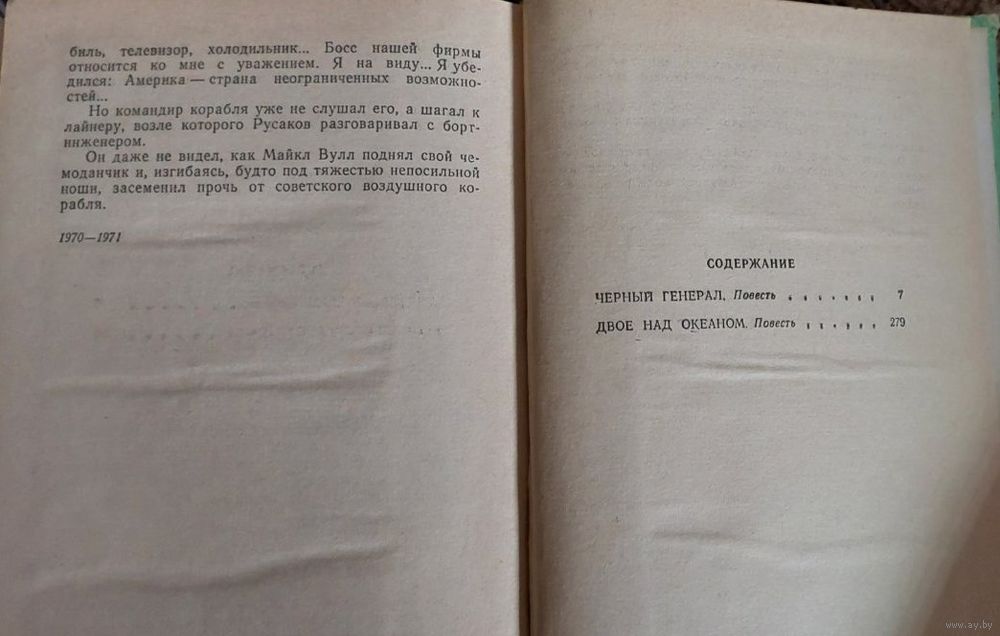 биль, телевизор, холодильник... Босс нашей фирмы
относится ко мне с уважением. Я на виду... Я убе-
дился: Америка — страна неограниченных возможно-
стей...
Но командир корабля уже не слушал его, а шагал к
лайнеру, возле которого Русаков разговаривал с борт-
инженером.
Он даже не видел, как Майкл Вулл поднял свой че-
моданчик и, изгибаясь, будто под тяжестью непосильной
ноши, засеменил прочь от советского воздушного ко-
рабля.
1970—1971
СОДЕРЖАНИЕ
ЧЕРНЫЙ ГЕНЕРАЛ. Повесть . . . . . . . 7
ДВОЕ НАД ОКЕАНОМ. Повесть . . . . . . 279
www.ay.by